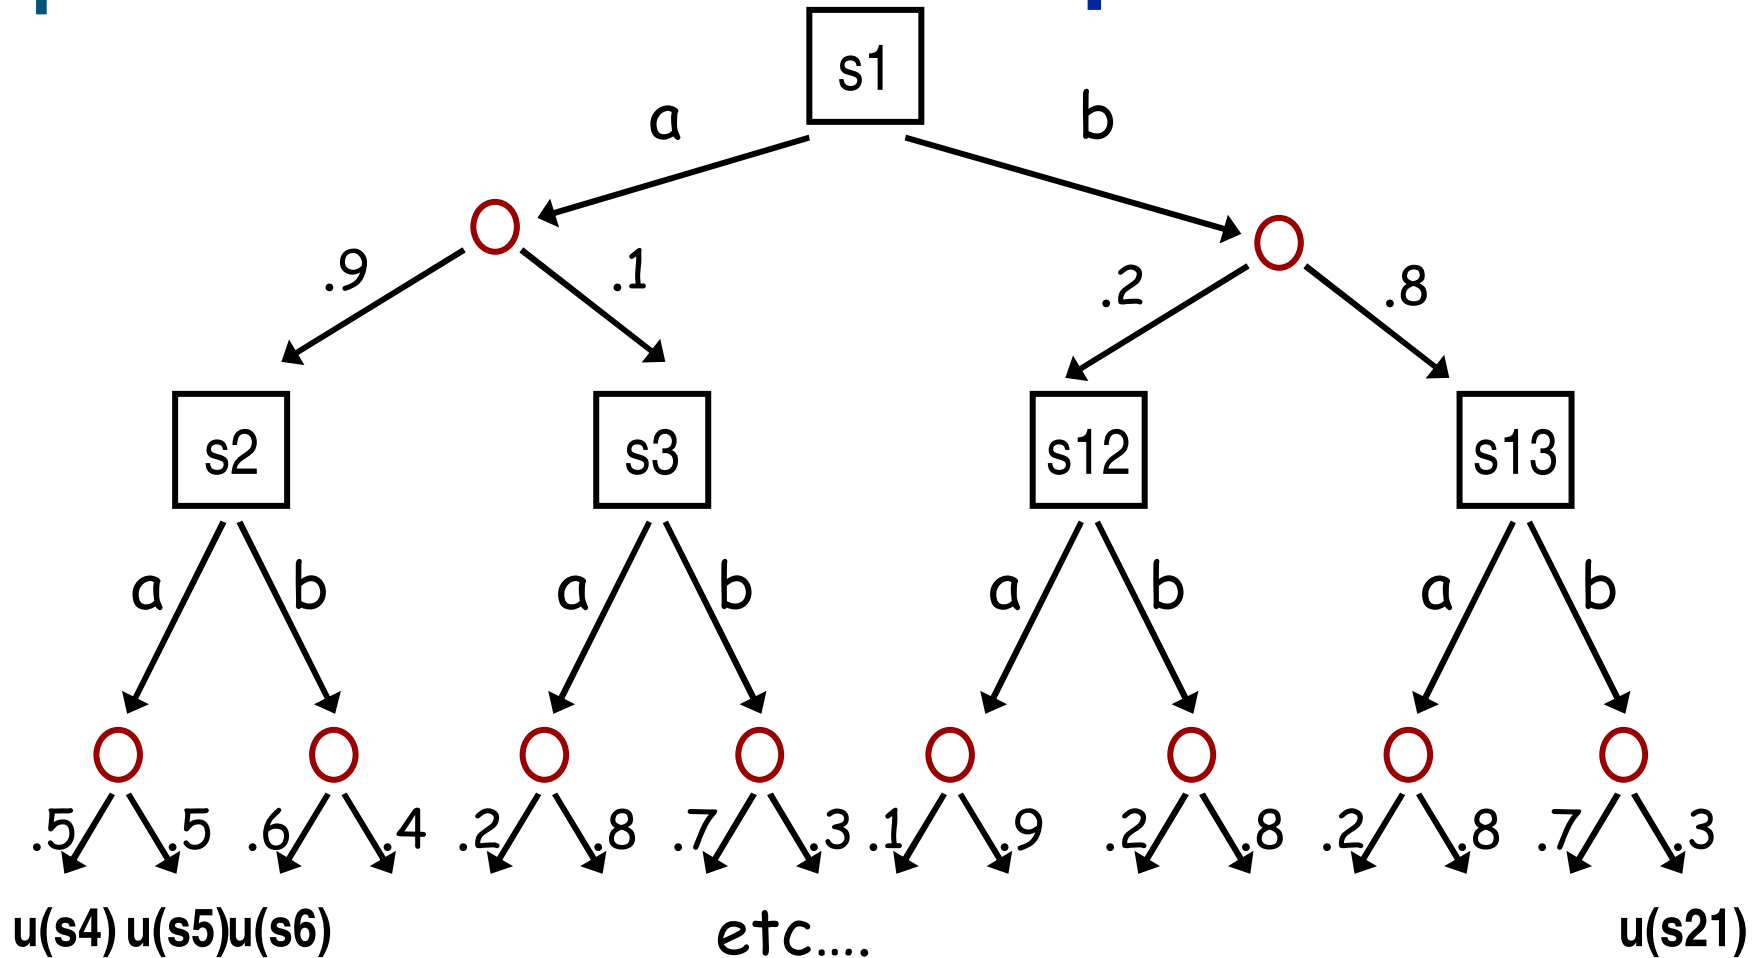 s1
a b
.9 .1 .2 .8
s2 s3 s12 s13
a b a b a b a b
.5 .5 .6 .4 .2 .8 .7 .3 .1 .9 .2 .8 .2 .8 .7 .3
u(s4) u(s5) u(s6) etc.... u(s21)